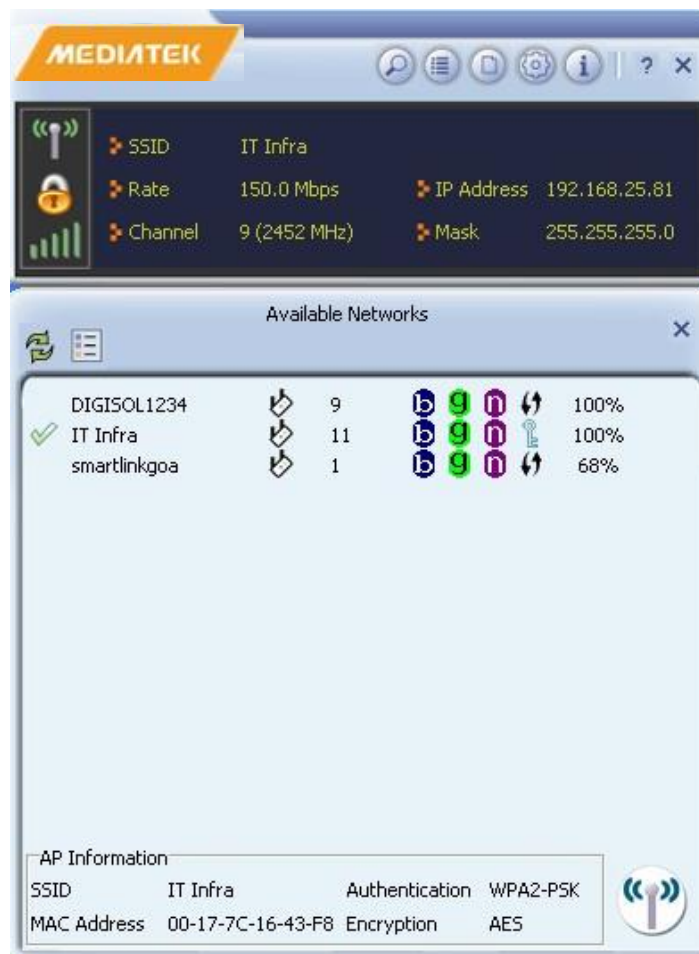 MEDIATEK
? ×
SSID IT Infra
Rate 150.0 Mbps IP Address 192.168.25.81
Channel 9 (2452 MHz) Mask 255.255.255.0
Available Networks
×
DIGISOL1234 9 b g n 100%
IT Infra 11 b g n 100%
smartlinkgoa 1 b g n 68%
AP Information
SSID IT Infra Authentication WPA2-PSK
MAC Address 00-17-7C-16-43-F8 Encryption AES